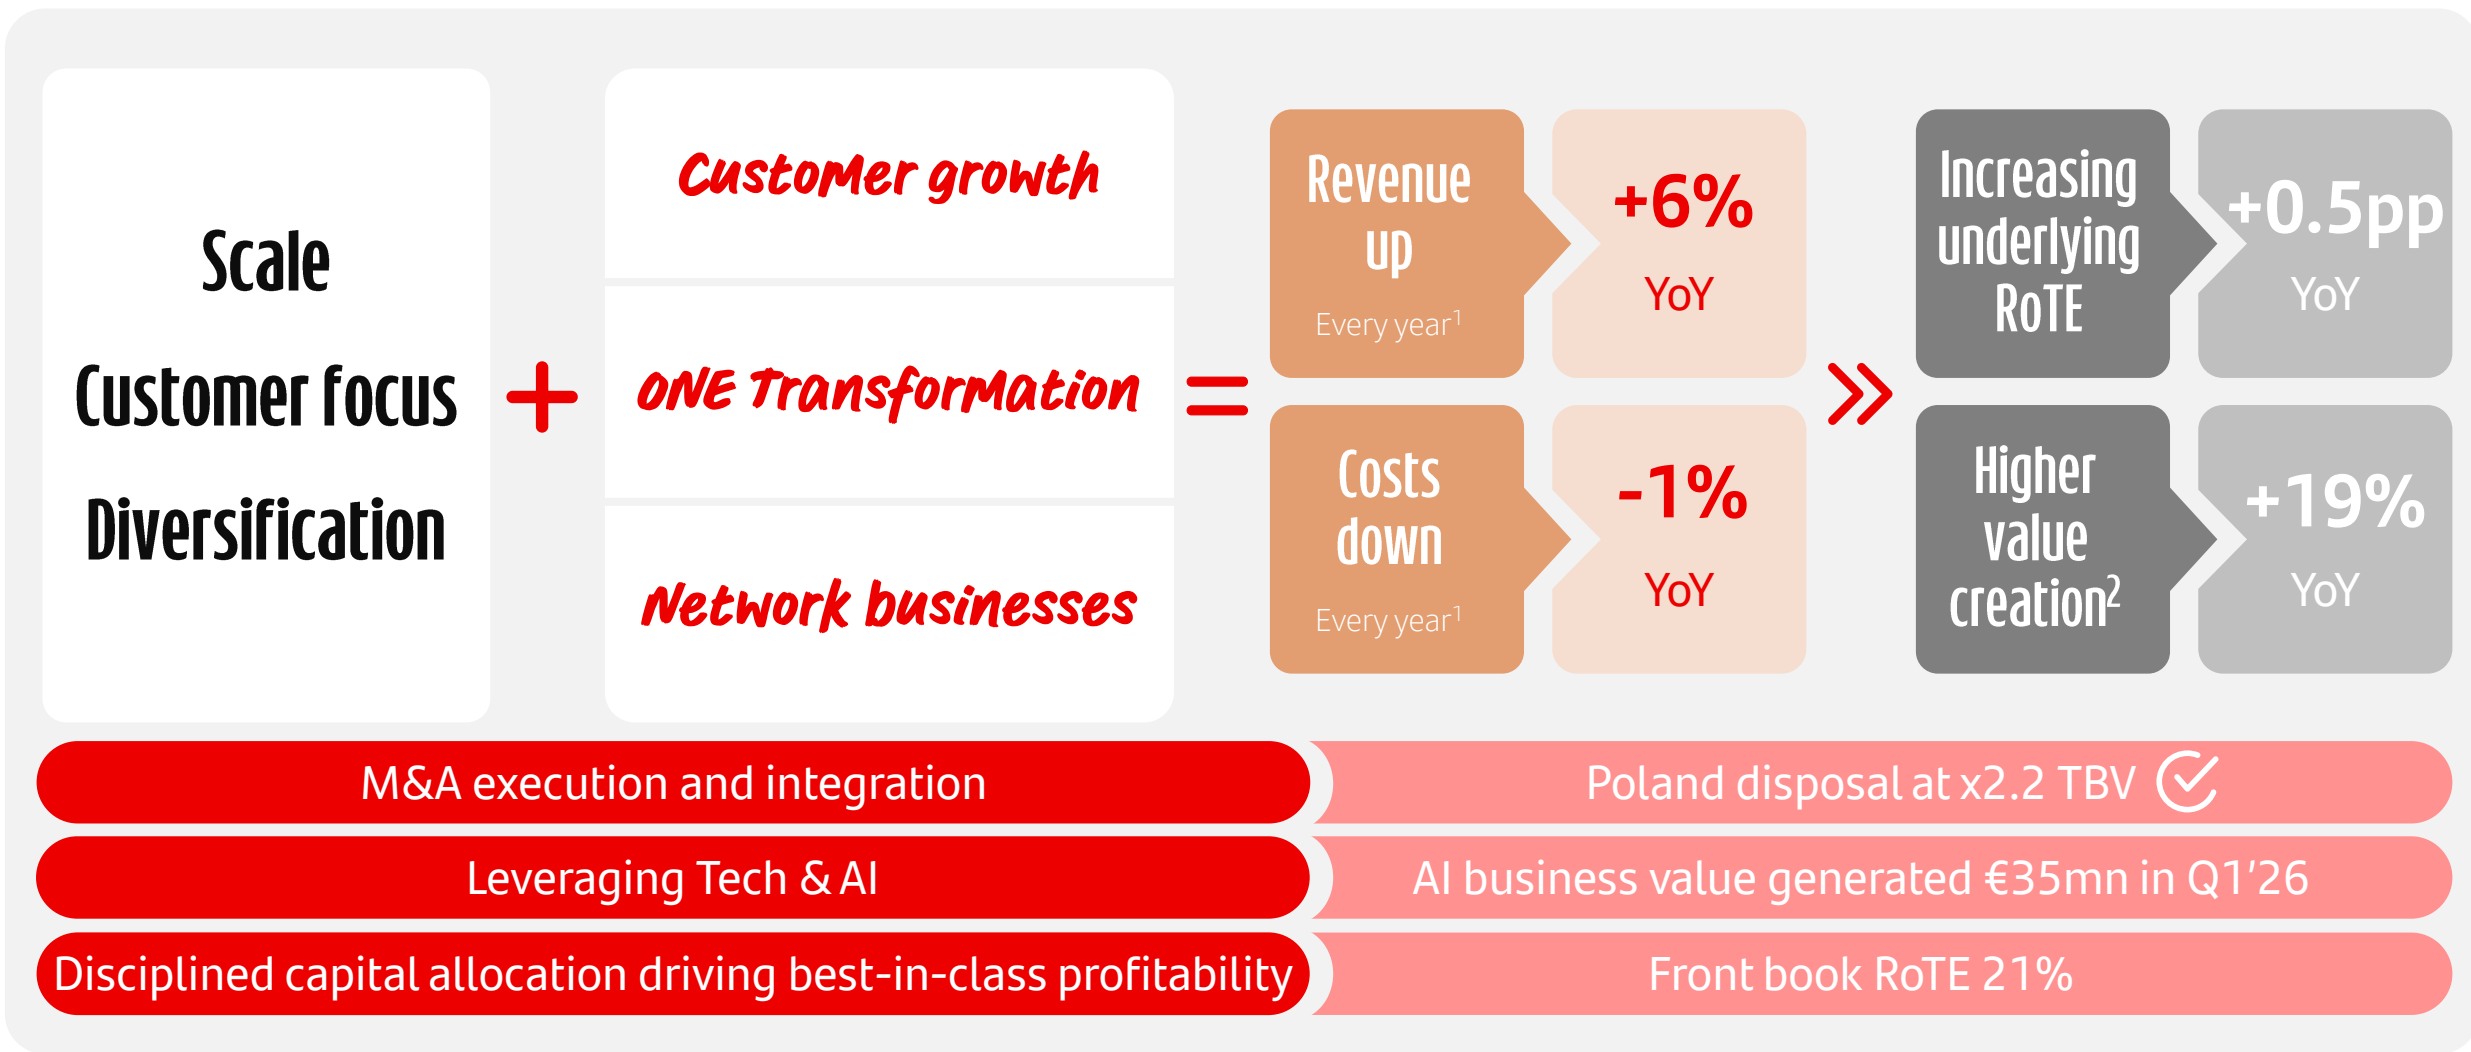 Scale
Customer focus
Diversification
+
Customer growth
ONE Transformation
Network businesses
=
Revenue
up
Every year¹
+6%
YoY
Costs
down
Every year¹
-1%
YoY
Increasing
underlying
RoTE
+0.5pp
YoY
Higher
value
creation²
+19%
YoY
M&A execution and integration
Poland disposal at x2.2 TBV
Leveraging Tech & AI
AI business value generated €35mn in Q1’26
Disciplined capital allocation driving best-in-class profitability
Front book RoTE 21%